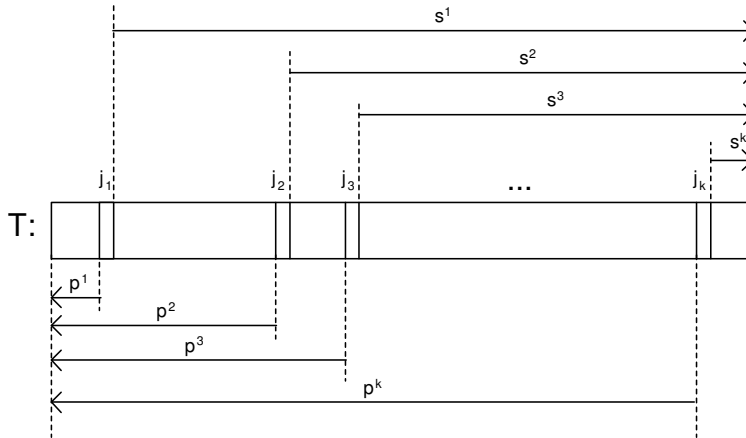 s¹
s²
s³
sᵏ
j₁ j₂ j₃ ... jₖ
T:
p¹
p²
p³
pᵏ